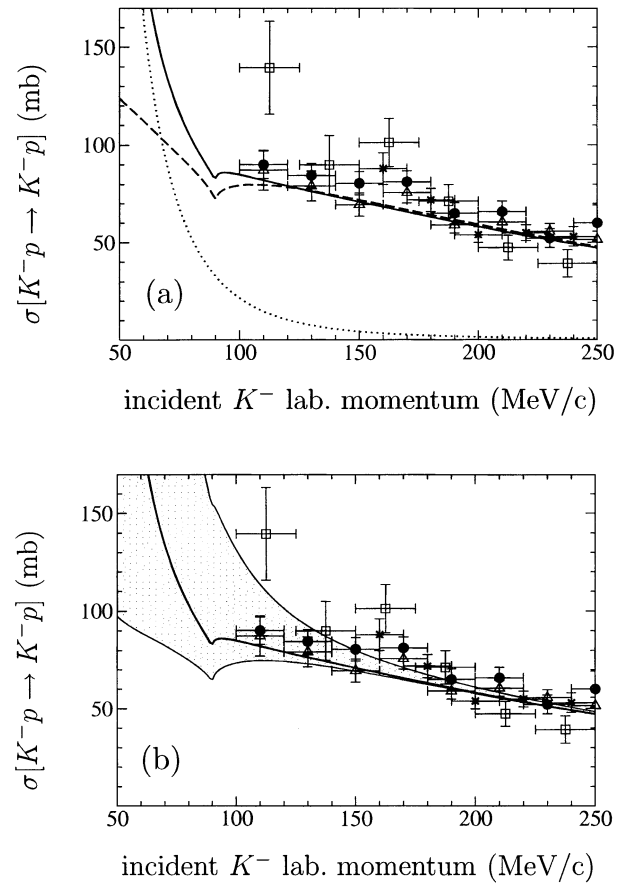 150
100
50
σ[K⁻p → K⁻p] (mb)
(a)
50 100 150 200 250
incident K⁻ lab. momentum (MeV/c)
150
100
50
σ[K⁻p → K⁻p] (mb)
(b)
50 100 150 200 250
incident K⁻ lab. momentum (MeV/c)